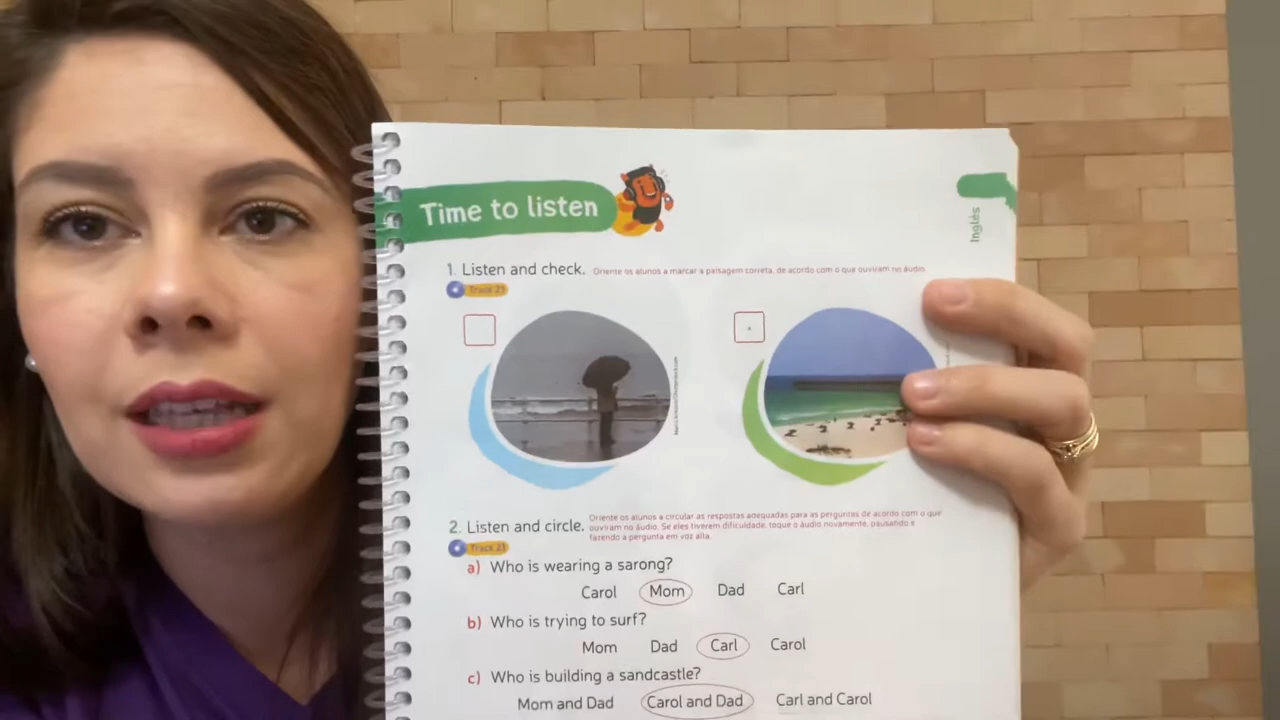 Time to listen
Inglês
1. Listen and check. Oriente os alunos a marcar a paisagem correta, de acordo com o que ouviram no áudio.
Track 23
2. Listen and circle. Oriente os alunos a circular as respostas adequadas para as perguntas de acordo com o que
ouviram no áudio. Se eles tiverem dificuldade, toque o áudio novamente, pausando e
fazendo a pergunta em voz alta.
Track 23
a) Who is wearing a sarong?
Carol Mom Dad Carl
b) Who is trying to surf?
Mom Dad Carl Carol
c) Who is building a sandcastle?
Mom and Dad Carol and Dad Carl and Carol